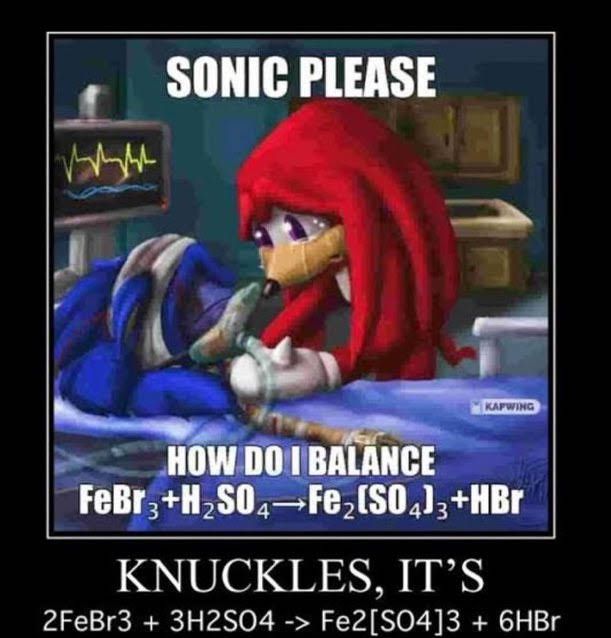 SONIC PLEASE
KAPWING
HOW DO I BALANCE
FeBr₃+H₂SO₄→Fe₂(SO₄)₃+HBr
KNUCKLES, IT'S
2FeBr3 + 3H2SO4 -> Fe2[SO4]3 + 6HBr